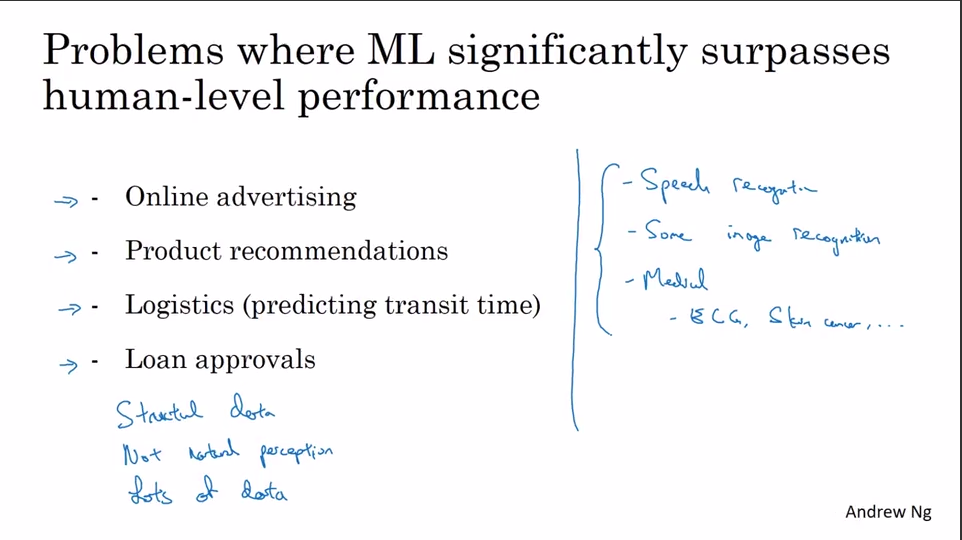 Problems where ML significantly surpasses
human-level performance
- Online advertising
- Product recommendations
- Logistics (predicting transit time)
- Loan approvals
Structured data
Not natural perception
Lots of data
- Speech recognition
- Some image recognition
- Medical
- ECG, Skin cancer, ...
Andrew Ng